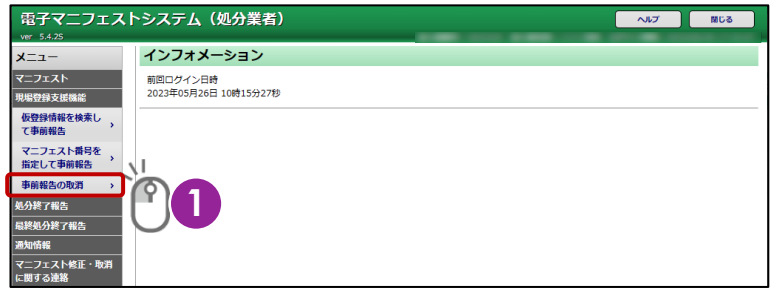 電子マニフェストシステム（処分業者）
ヘルプ
閉じる
ver 5.4.25
メニュー
インフォメーション
マニフェスト
前回ログイン日時
2023年05月26日 10時15分27秒
現場登録支援機能
仮登録情報を検索し
て事前報告
マニフェスト番号を
指定して事前報告
事前報告の取消
1
処分終了報告
最終処分終了報告
通知情報
マニフェスト修正・取消
に関する連絡